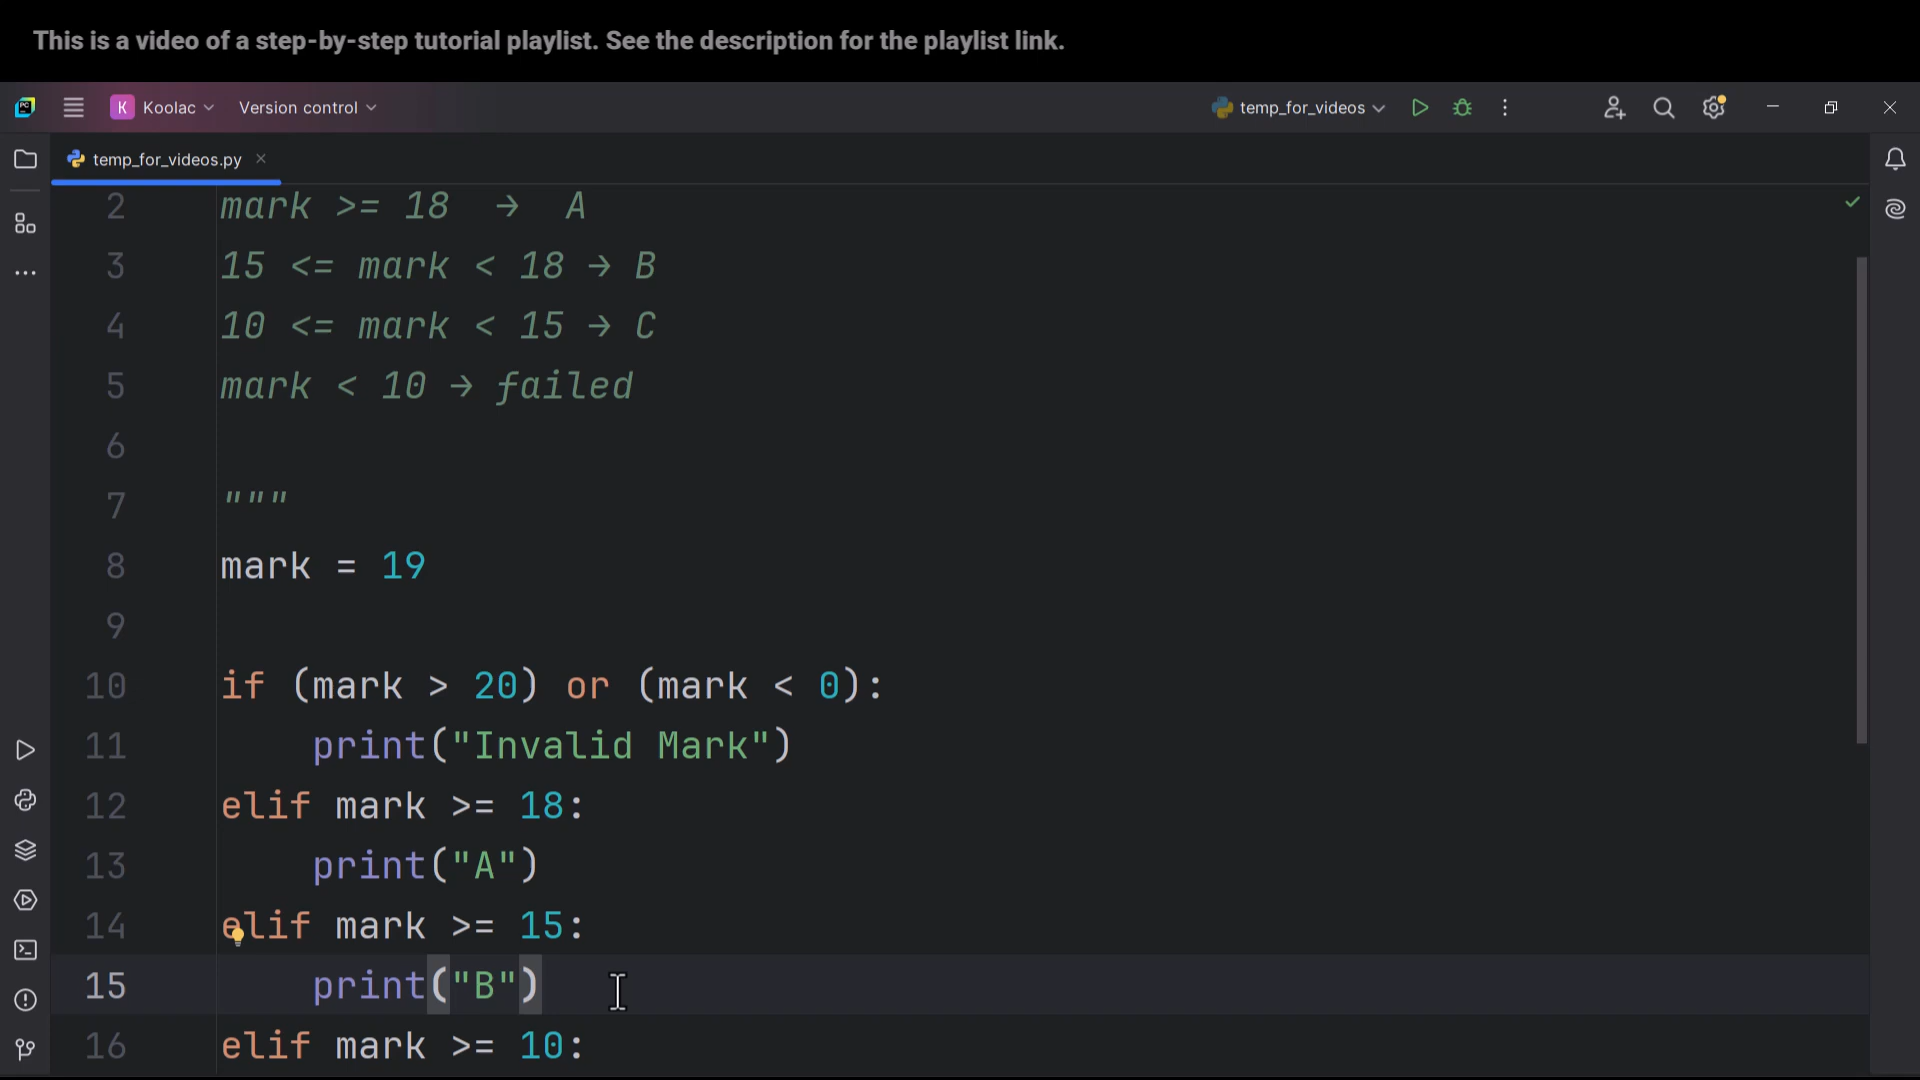 This is a video of a step-by-step tutorial playlist. See the description for the playlist link.
K Koolac Version control temp_for_videos
temp_for_videos.py
2 mark >= 18 → A
3 15 <= mark < 18 → B
4 10 <= mark < 15 → C
5 mark < 10 → failed
6
7 """
8 mark = 19
9
10 if (mark > 20) or (mark < 0):
11 print("Invalid Mark")
12 elif mark >= 18:
13 print("A")
14 elif mark >= 15:
15 print("B")
16 elif mark >= 10: